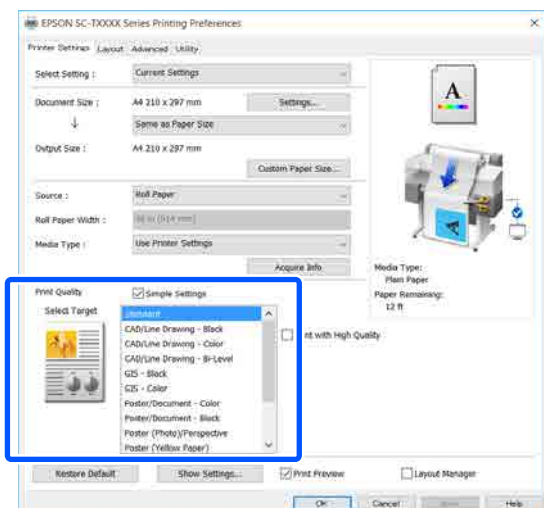 EPSON SC-TXXXX Series Printing Preferences
Printer Settings Layout Advanced Utility
Select Setting : Current Settings
Document Size : A4 210 x 297 mm Settings...
Same as Paper Size
Output Size : A4 210 x 297 mm
Custom Paper Size...
Source : Roll Paper
Roll Paper Width :
Media Type : Use Printer Settings
Acquire Info
A
Media Type:
Plain Paper
Paper Remaining:
12 ft
Print Quality Simple Settings
Select Target Standard
CAD/Line Drawing - Black
CAD/Line Drawing - Color
CAD/Line Drawing - Bi-Level
GIS - Black
GIS - Color
Poster/Document - Color
Poster/Document - Black
Poster (Photo)/Perspective
Poster (Yellow Paper)
nt with High Quality
Restore Default Show Settings... Print Preview Layout Manager
OK Cancel Help